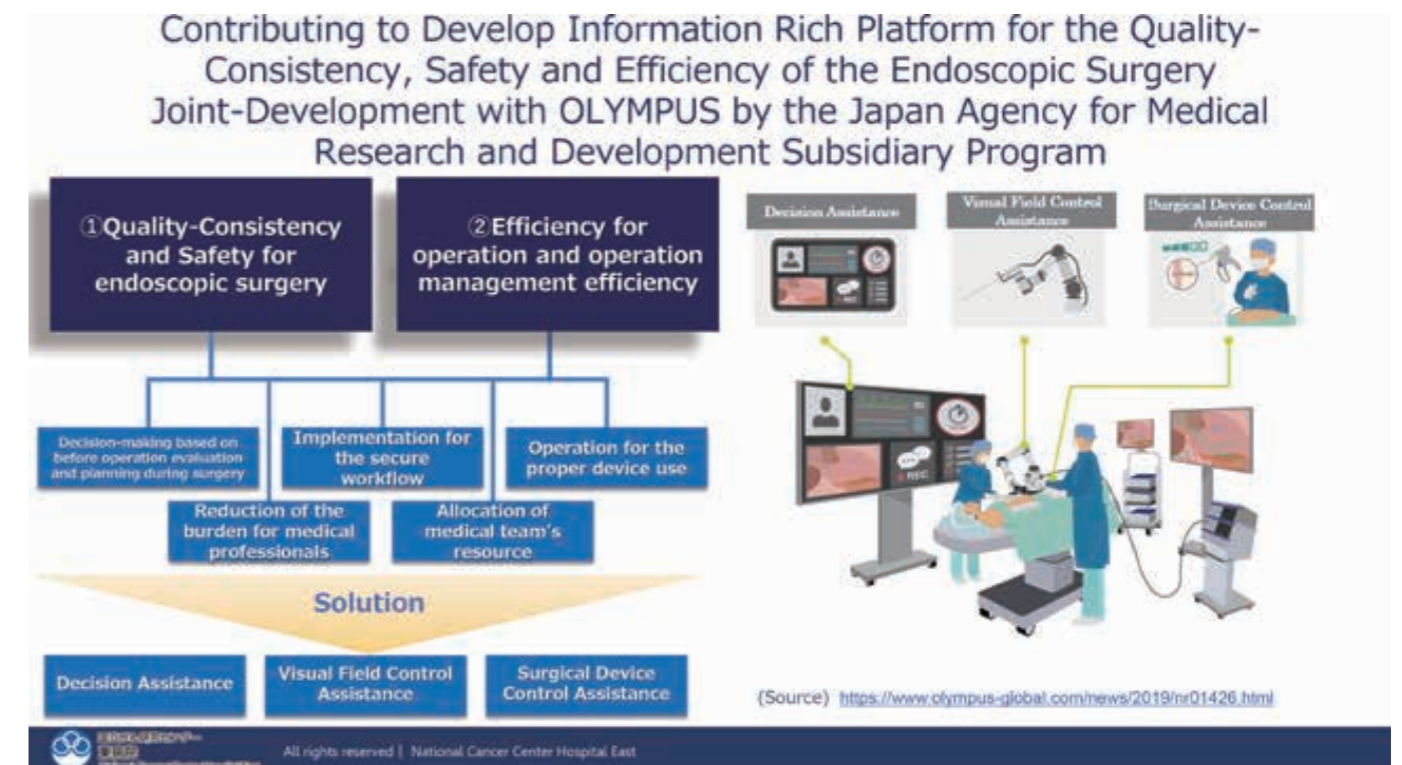 Contributing to Develop Information Rich Platform for the Quality-
Consistency, Safety and Efficiency of the Endoscopic Surgery
Joint-Development with OLYMPUS by the Japan Agency for Medical
Research and Development Subsidiary Program
①Quality-Consistency
and Safety for
endoscopic surgery
②Efficiency for
operation and operation
management efficiency
Decision-making based on
before operation evaluation
and planning during surgery
Implementation for
the secure
workflow
Operation for the
proper device use
Reduction of the
burden for medical
professionals
Allocation of
medical team's
resource
Solution
Decision Assistance
Visual Field Control
Assistance
Surgical Device
Control Assistance
Decision Assistance
Visual Field Control
Assistance
Surgical Device Control
Assistance
REC
REC
(Source) https://www.olympus-global.com/news/2019/nr01426.html
All rights reserved | National Cancer Center Hospital East